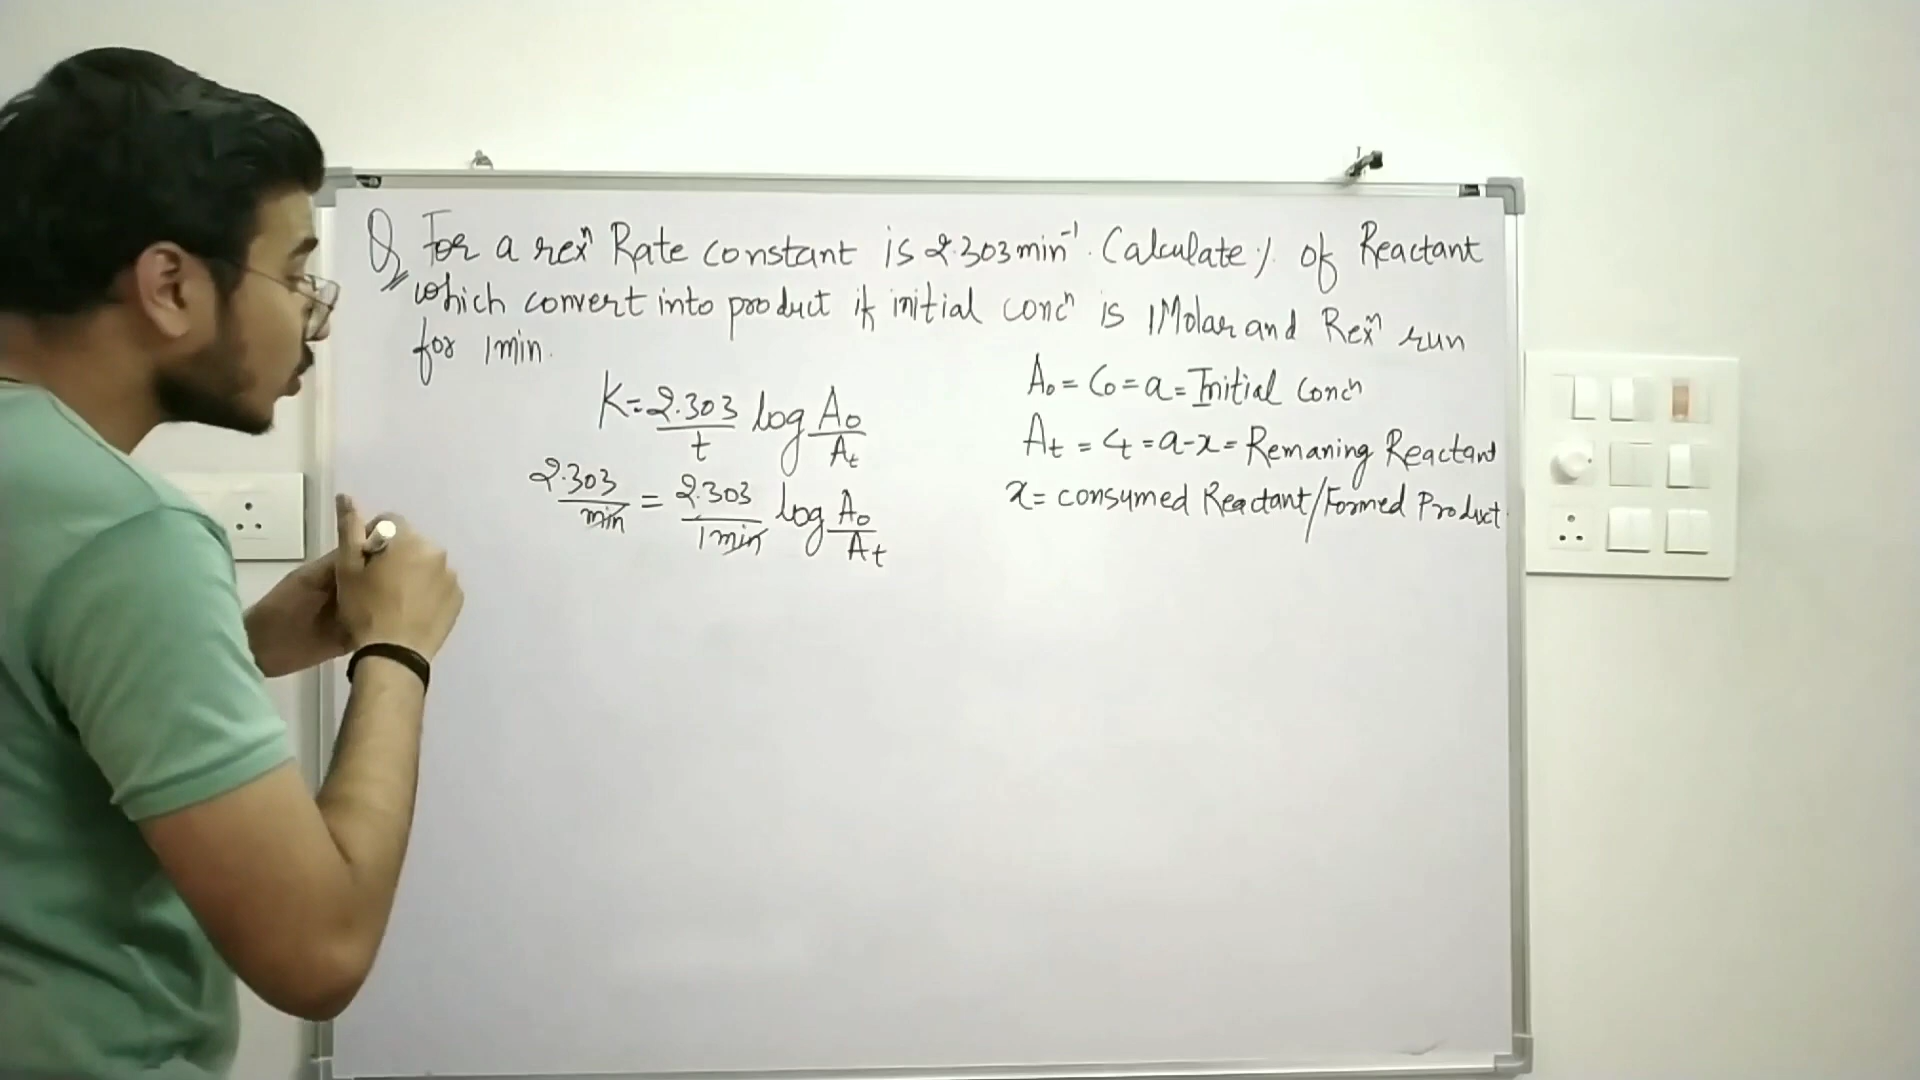 Q For a rexⁿ Rate constant is 2.303 min⁻¹. Calculate % of Reactant
which convert into product if initial concⁿ is 1Molar and Rexⁿ run
for 1min.
K = 2.303/t log A₀/Aₜ
2.303/min = 2.303/1min log A₀/Aₜ
A₀ = C₀ = a = Initial concⁿ
Aₜ = Cₜ = a-x = Remaning Reactant
x = consumed Reactant/Formed Product